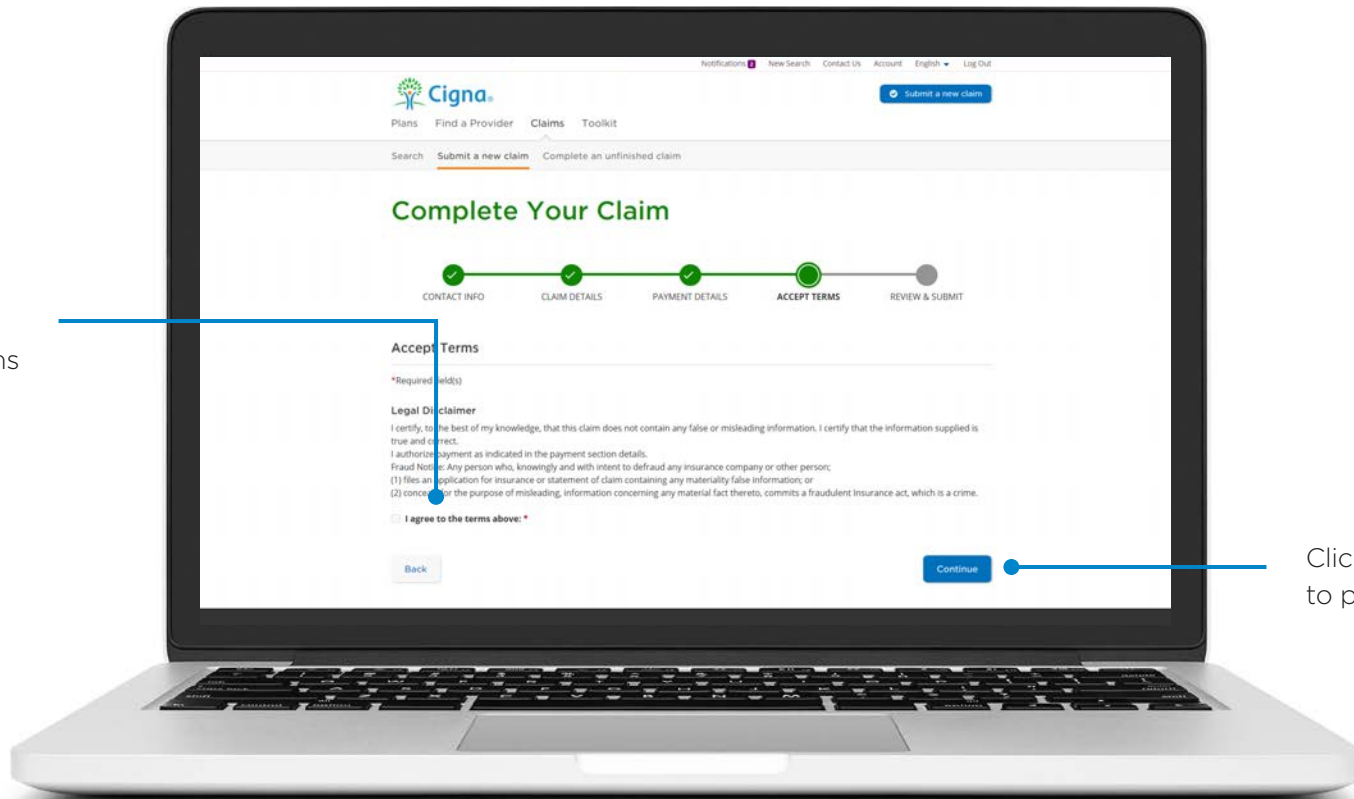 Notifications 2 New Search Contact Us Account English Log Out
Cigna®
Submit a new claim
Plans Find a Provider Claims Toolkit
Search Submit a new claim Complete an unfinished claim
Complete Your Claim
CONTACT INFO CLAIM DETAILS PAYMENT DETAILS ACCEPT TERMS REVIEW & SUBMIT
Accept Terms
*Required field(s)
Legal Disclaimer
I certify, to the best of my knowledge, that this claim does not contain any false or misleading information. I certify that the information supplied is
true and correct.
I authorize payment as indicated in the payment section details.
Fraud Notice: Any person who, knowingly and with intent to defraud any insurance company or other person;
(1) files an application for insurance or statement of claim containing any materiality false information; or
(2) conceals for the purpose of misleading, information concerning any material fact thereto, commits a fraudulent Insurance act, which is a crime.
I agree to the terms above: *
Back Continue
ns
Clic
to p